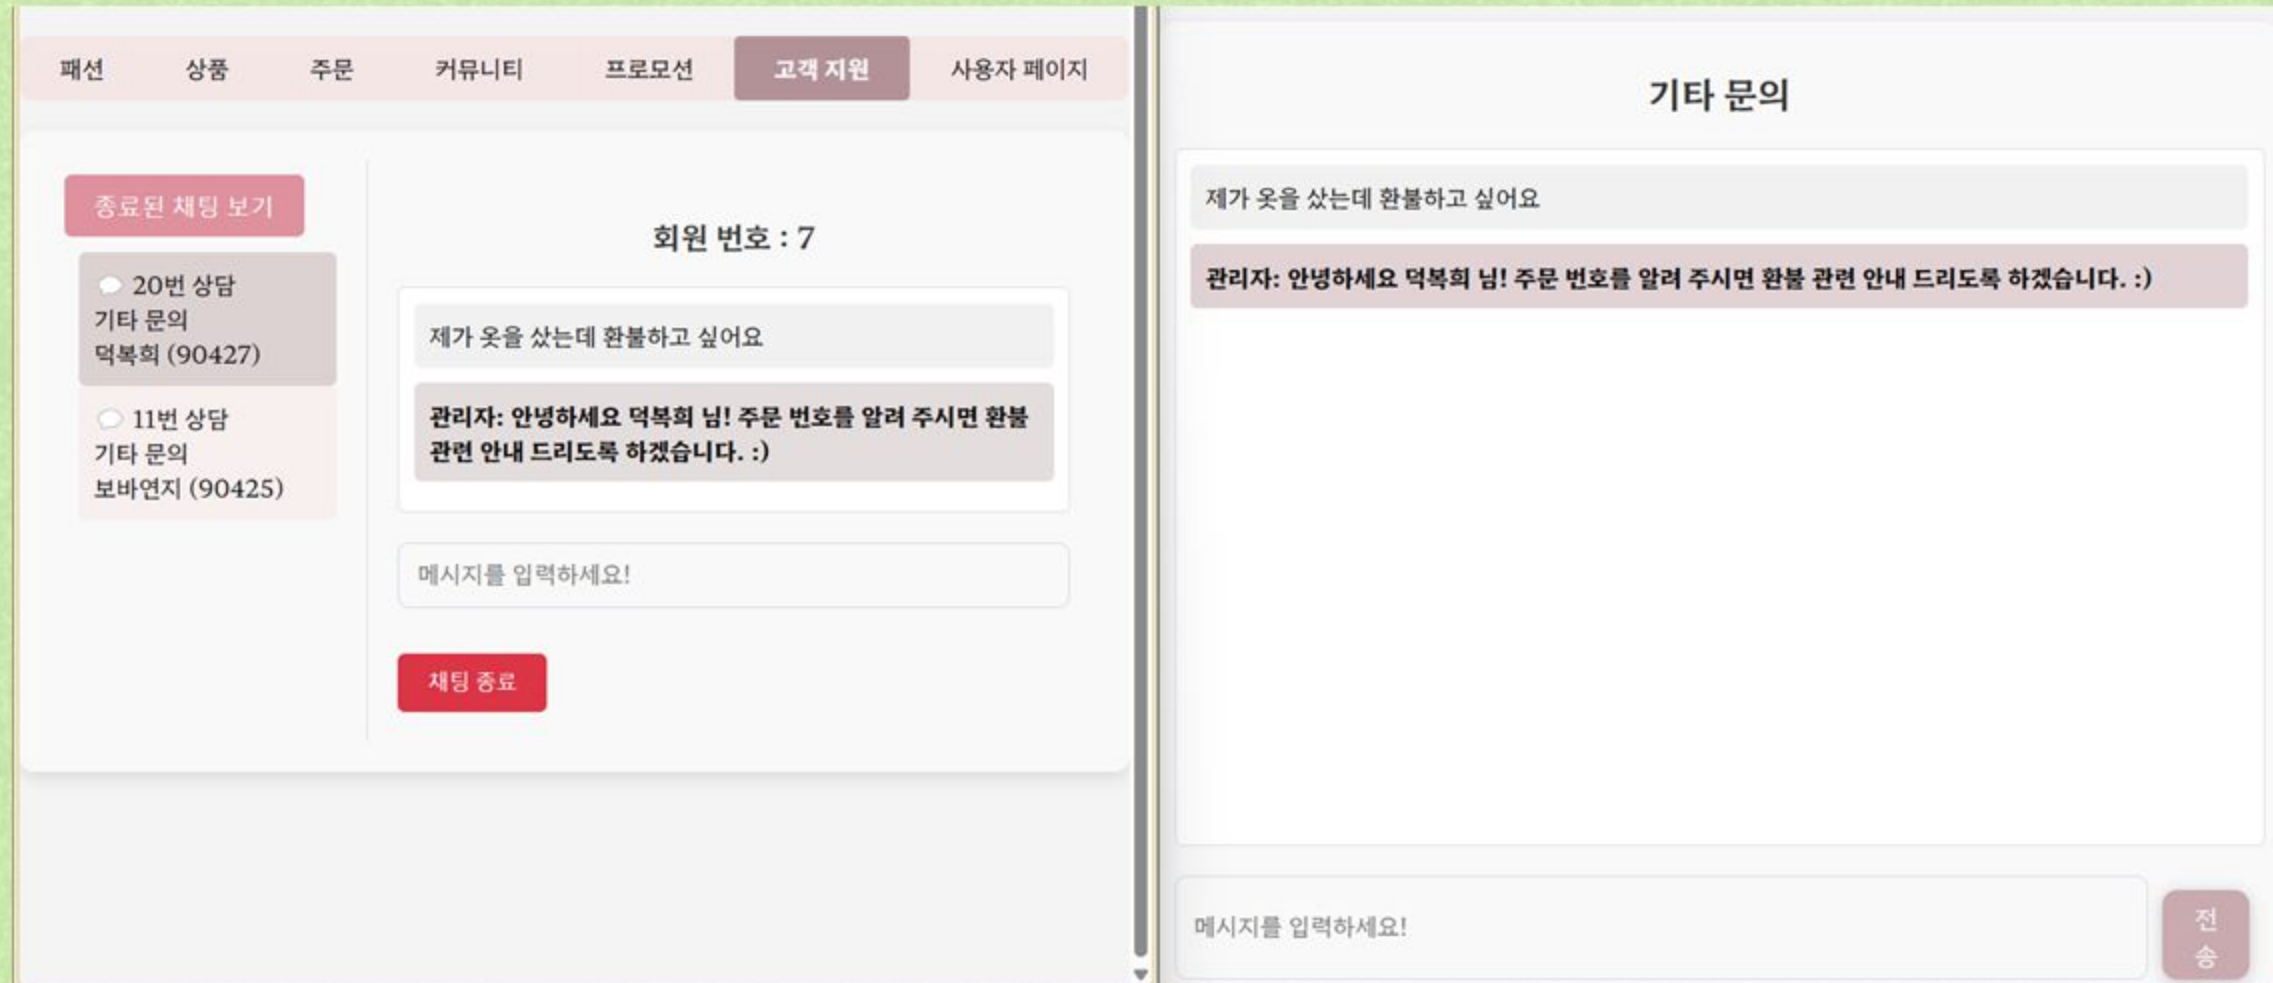 패션 상품 주문 커뮤니티 프로모션 고객 지원 사용자 페이지
종료된 채팅 보기
20번 상담
기타 문의
덕복희 (90427)
11번 상담
기타 문의
보바연지 (90425)
회원 번호 : 7
제가 옷을 샀는데 환불하고 싶어요
관리자: 안녕하세요 덕복희 님! 주문 번호를 알려 주시면 환불
관련 안내 드리도록 하겠습니다. :)
메시지를 입력하세요!
채팅 종료
기타 문의
제가 옷을 샀는데 환불하고 싶어요
관리자: 안녕하세요 덕복희 님! 주문 번호를 알려 주시면 환불 관련 안내 드리도록 하겠습니다. :)
메시지를 입력하세요!
전
송